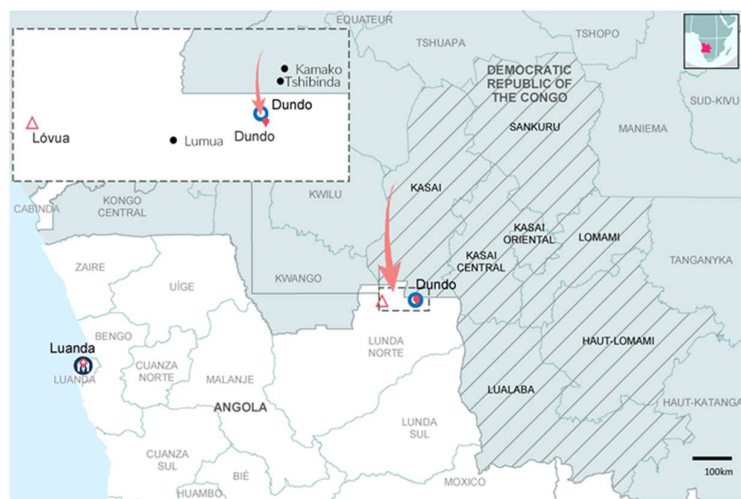 EQUATEUR
TSHUAPA
TSHOPO
DEMOCRATIC
REPUBLIC
OF THE CONGO
SUD-KIVU
MANIEMA
SANKURU
Kamako
Tshibinda
Dundo
Dundo
Lóvua
Lumua
KASAI
KWILU
CABINDA
KONGO
CENTRAL
KASAI
ORIENTAL
LOMAMI
KASAI
CENTRAL
TANGANYKA
KWANGO
ZAIRE
UÍGE
Dundo
LUNDA
NORTE
HAUT-LOMAMI
BENGO
Luanda
LUANDA
CUANZA
NORTE
MALANJE
LUALABA
HAUT-KATANGA
ANGOLA
LUNDA
SUL
CUANZA
SUL
BIÉ
HUAMBO
MOXICO
100km